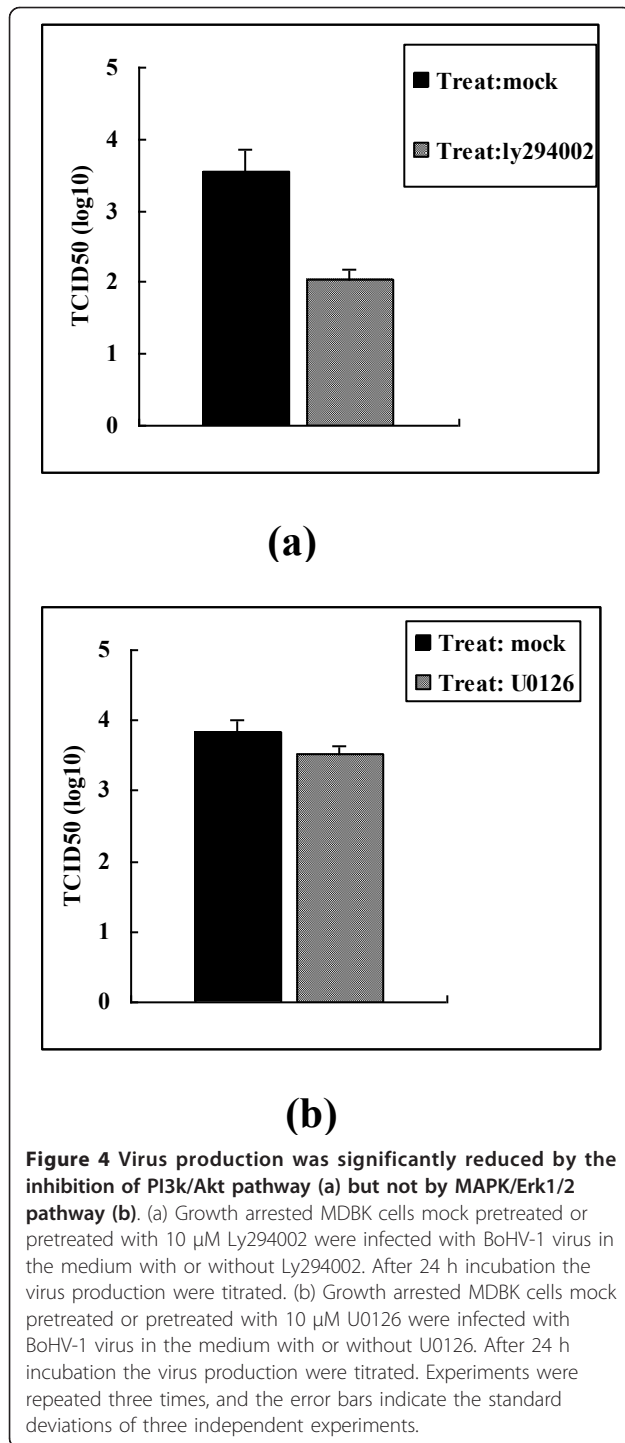 5
4
3
2
1
0
TCID50 (log10)
Treat:mock
Treat:ly294002
(a)
5
4
3
2
1
0
TCID50 (log10)
Treat: mock
Treat: U0126
(b)
Figure 4 Virus production was significantly reduced by the
inhibition of PI3k/Akt pathway (a) but not by MAPK/Erk1/2
pathway (b). (a) Growth arrested MDBK cells mock pretreated or
pretreated with 10 μM Ly294002 were infected with BoHV-1 virus in
the medium with or without Ly294002. After 24 h incubation the
virus production were titrated. (b) Growth arrested MDBK cells mock
pretreated or pretreated with 10 μM U0126 were infected with
BoHV-1 virus in the medium with or without U0126. After 24 h
incubation the virus production were titrated. Experiments were
repeated three times, and the error bars indicate the standard
deviations of three independent experiments.